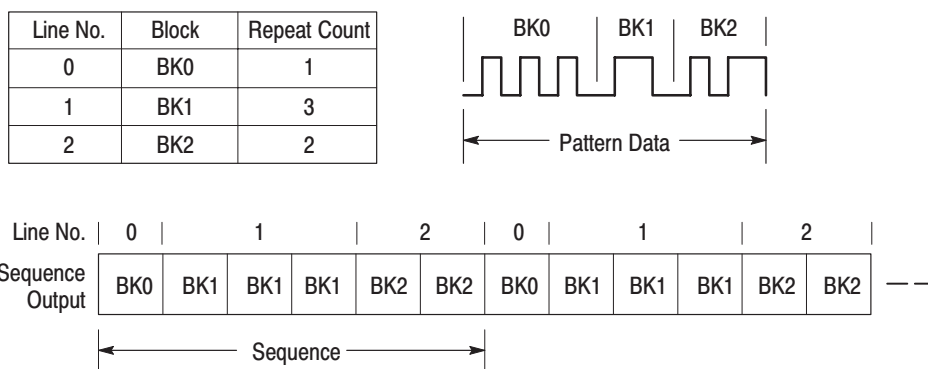 Line No. Block Repeat Count
0 BK0 1
1 BK1 3
2 BK2 2
BK0 BK1 BK2
Pattern Data
Line No. 0 1 2 0 1 2
Sequence
Output
BK0 BK1 BK1 BK1 BK2 BK2 BK0 BK1 BK1 BK1 BK2 BK2
Sequence